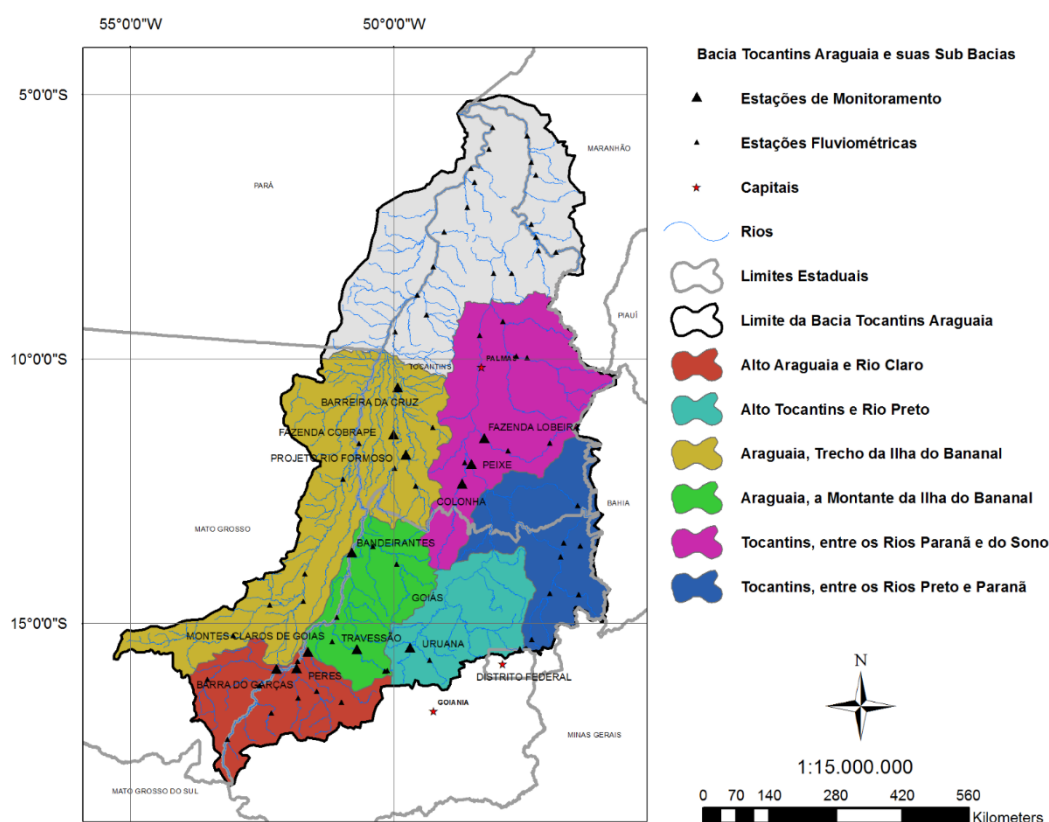 55°0'0"W
50°0'0"W
5°0'0"S
10°0'0"S
15°0'0"S
MARANHÃO
PARÁ
PIAUÍ
PALMAS
TOCANTINS
BARREIRA DA CRUZ
FAZENDA LOBEIRA
FAZENDA COBRAPE
PROJETO RIO FORMOSO
PEIXE
COLONHA
BAHIA
MATO GROSSO
BANDEIRANTES
GOIÁS
MONTES CLAROS DE GOIAS
TRAVESSÃO
URUANA
PERES
DISTRITO FEDERAL
BARRA DO GARÇAS
GOIANIA
MINAS GERAIS
MATO GROSSO DO SUL
Bacia Tocantins Araguaia e suas Sub Bacias
Estações de Monitoramento
Estações Fluviométricas
Capitais
Rios
Limites Estaduais
Limite da Bacia Tocantins Araguaia
Alto Araguaia e Rio Claro
Alto Tocantins e Rio Preto
Araguaia, Trecho da Ilha do Bananal
Araguaia, a Montante da Ilha do Bananal
Tocantins, entre os Rios Paranã e do Sono
Tocantins, entre os Rios Preto e Paranã
N
1:15.000.000
0 70 140 280 420 560
Kilometers